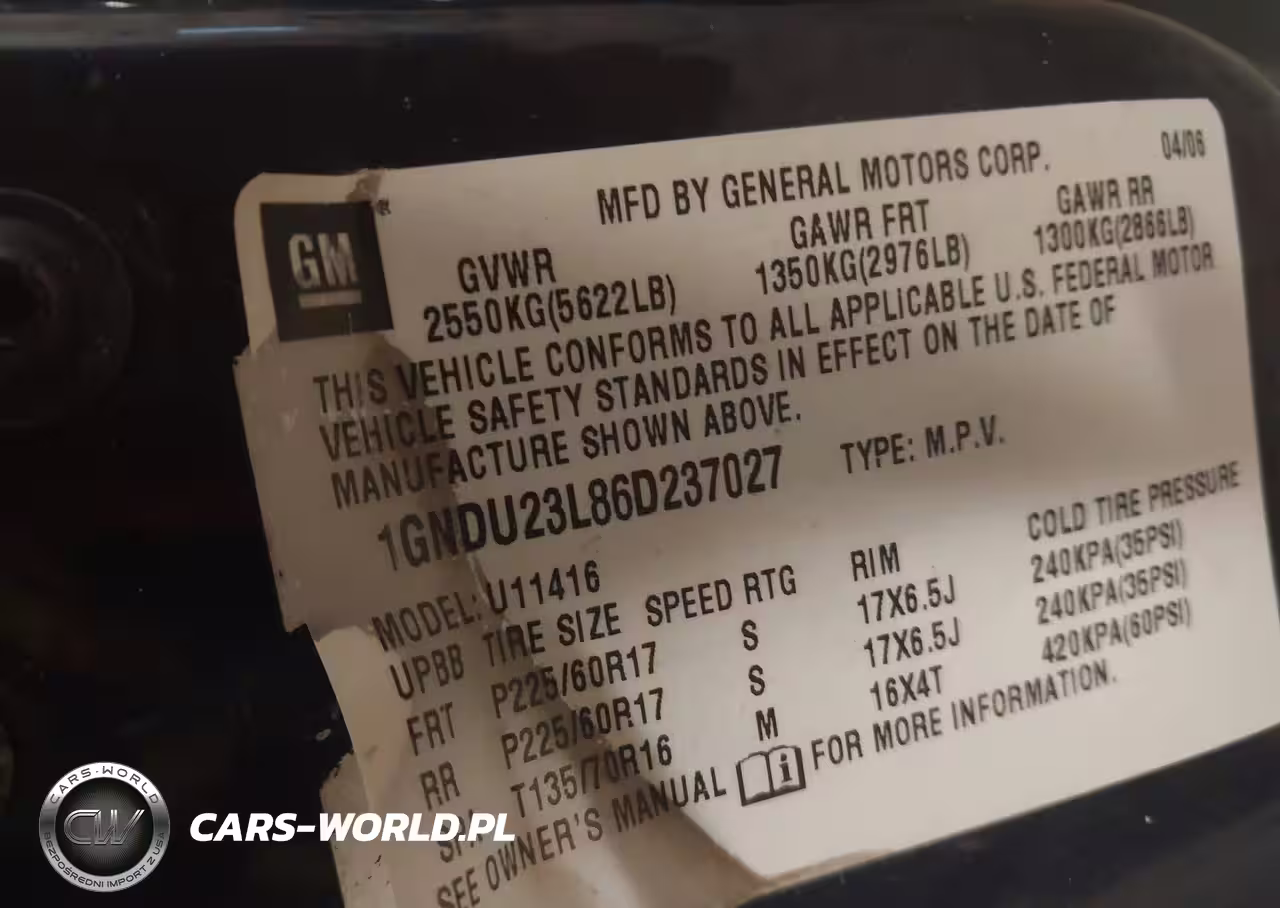 MFD BY GENERAL MOTORS CORP. 04/06
GM
GVWR GAWR FRT GAWR RR
2550KG(5622LB) 1350KG(2976LB) 1300KG(2866LB)
THIS VEHICLE CONFORMS TO ALL APPLICABLE U.S. FEDERAL MOTOR
VEHICLE SAFETY STANDARDS IN EFFECT ON THE DATE OF
MANUFACTURE SHOWN ABOVE.
1GNDU23L86D237027 TYPE: M.P.V.
MODEL: U11416
UPBB TIRE SIZE SPEED RTG RIM COLD TIRE PRESSURE
FRT P225/60R17 S 17X6.5J 240KPA(35PSI)
RR P225/60R17 S 17X6.5J 240KPA(35PSI)
SPA T135/70R16 M 16X4T 420KPA(60PSI)
SEE OWNER'S MANUAL i FOR MORE INFORMATION.
CARS-WORLD
CW
BEZPOŚREDNI IMPORT Z USA
CARS-WORLD.PL